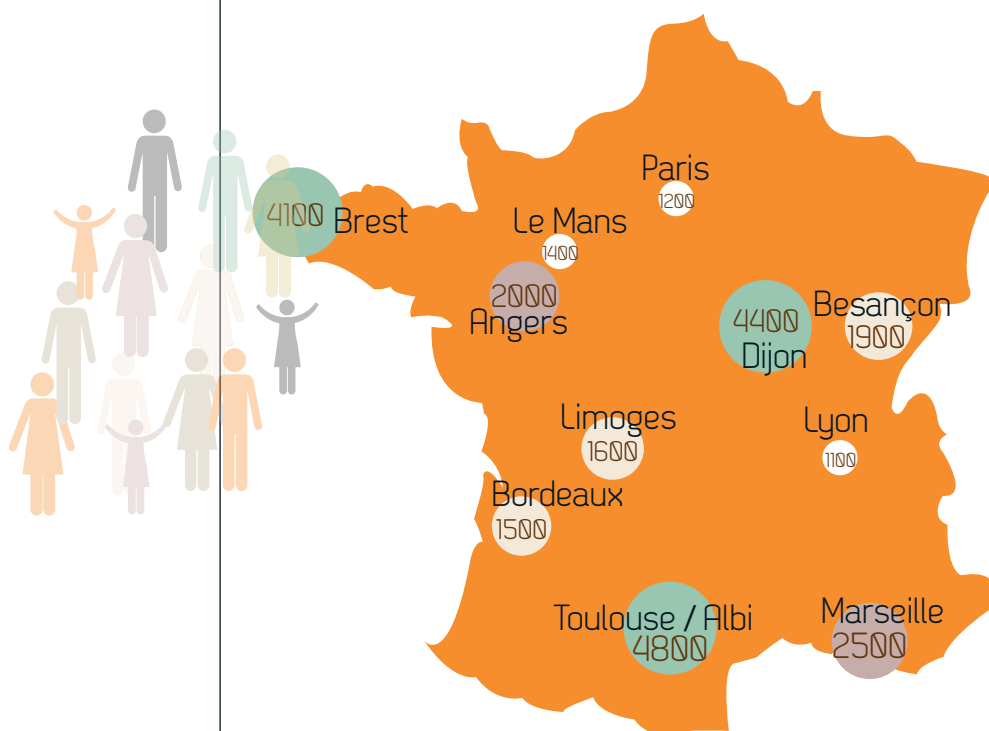 Paris
1200
Le Mans
1400
4100 Brest
2000
Angers
4400
Dijon
Besançon
1900
Limoges
1600
Lyon
1100
Bordeaux
1500
Toulouse / Albi
4800
Marseille
2500